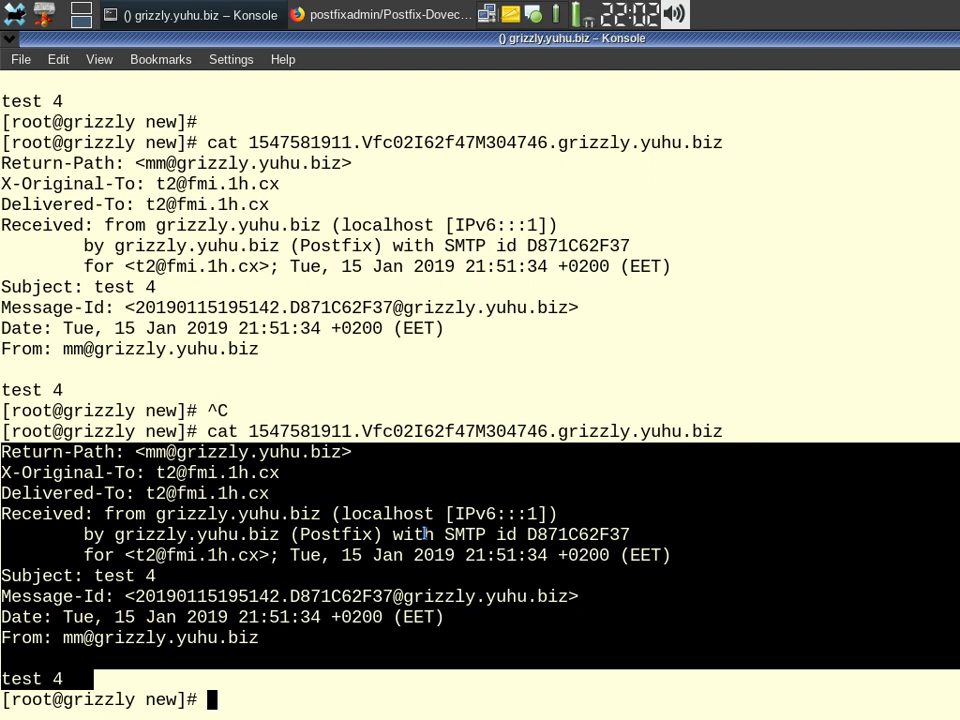 () grizzly.yuhu.biz – Konsole
postfixadmin/Postfix-Dovec...
22:02
() grizzly.yuhu.biz – Konsole
File Edit View Bookmarks Settings Help
test 4
[root@grizzly new]#
[root@grizzly new]# cat 1547581911.Vfc02I62f47M304746.grizzly.yuhu.biz
Return-Path: <mm@grizzly.yuhu.biz>
X-Original-To: t2@fmi.1h.cx
Delivered-To: t2@fmi.1h.cx
Received: from grizzly.yuhu.biz (localhost [IPv6:::1])
by grizzly.yuhu.biz (Postfix) with SMTP id D871C62F37
for <t2@fmi.1h.cx>; Tue, 15 Jan 2019 21:51:34 +0200 (EET)
Subject: test 4
Message-Id: <20190115195142.D871C62F37@grizzly.yuhu.biz>
Date: Tue, 15 Jan 2019 21:51:34 +0200 (EET)
From: mm@grizzly.yuhu.biz
test 4
[root@grizzly new]# ^C
[root@grizzly new]# cat 1547581911.Vfc02I62f47M304746.grizzly.yuhu.biz
Return-Path: <mm@grizzly.yuhu.biz>
X-Original-To: t2@fmi.1h.cx
Delivered-To: t2@fmi.1h.cx
Received: from grizzly.yuhu.biz (localhost [IPv6:::1])
by grizzly.yuhu.biz (Postfix) with SMTP id D871C62F37
for <t2@fmi.1h.cx>; Tue, 15 Jan 2019 21:51:34 +0200 (EET)
Subject: test 4
Message-Id: <20190115195142.D871C62F37@grizzly.yuhu.biz>
Date: Tue, 15 Jan 2019 21:51:34 +0200 (EET)
From: mm@grizzly.yuhu.biz
test 4
[root@grizzly new]#